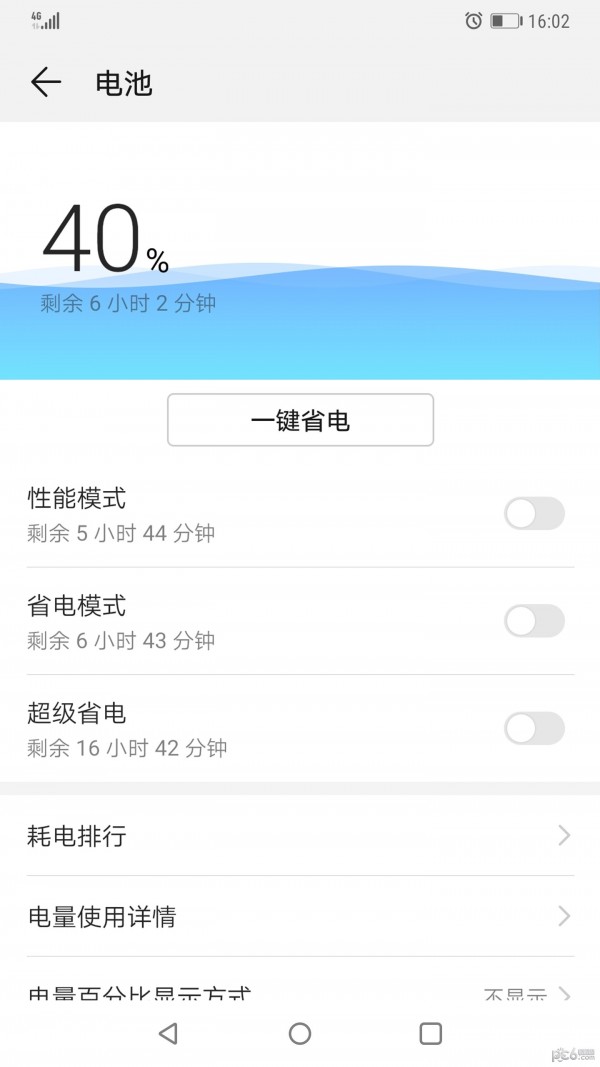 4G 16:02
电池
40%
剩余 6 小时 2 分钟
一键省电
性能模式
剩余 5 小时 44 分钟
省电模式
剩余 6 小时 43 分钟
超级省电
剩余 16 小时 42 分钟
耗电排行
电量使用详情
电量百分比显示方式 不显示
pc6.com